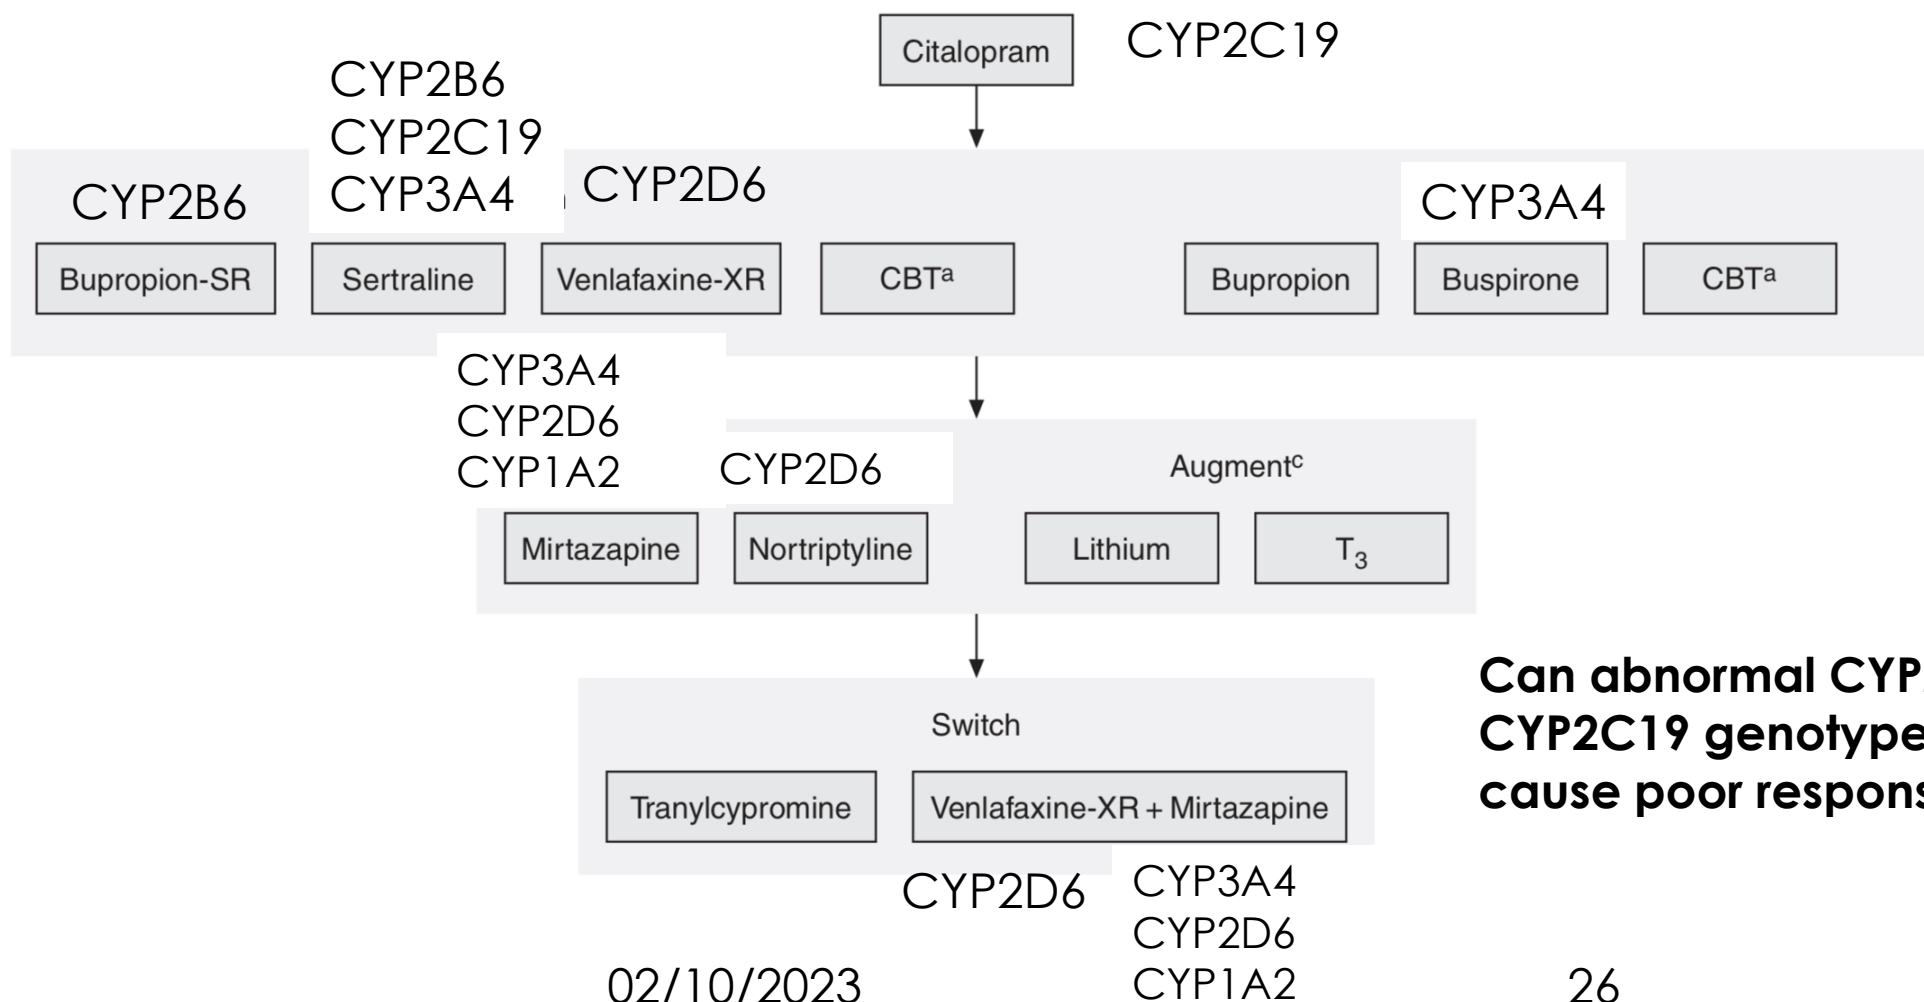 Citalopram
CYP2C19
CYP2B6
CYP2C19
CYP3A4
CYP2B6
CYP2D6
CYP3A4
Bupropion-SR
Sertraline
Venlafaxine-XR
CBTᵃ
Bupropion
Buspirone
CBTᵃ
CYP3A4
CYP2D6
CYP1A2
CYP2D6
Augmentᶜ
Mirtazapine
Nortriptyline
Lithium
T₃
Switch
Tranylcypromine
Venlafaxine-XR + Mirtazapine
CYP2D6
CYP3A4
CYP2D6
CYP1A2
Can abnormal
CYP2C19
cause poor
02/10/2023
26